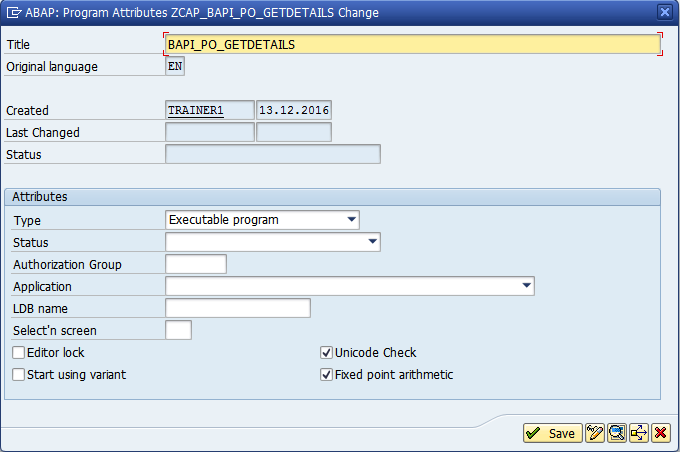 ABAP: Program Attributes ZCAP_BAPI_PO_GETDETAILS Change
Title BAPI_PO_GETDETAILS
Original language EN
Created TRAINER1 13.12.2016
Last Changed
Status
Attributes
Type Executable program
Status
Authorization Group
Application
LDB name
Select'n screen
Editor lock Unicode Check
Start using variant Fixed point arithmetic
Save